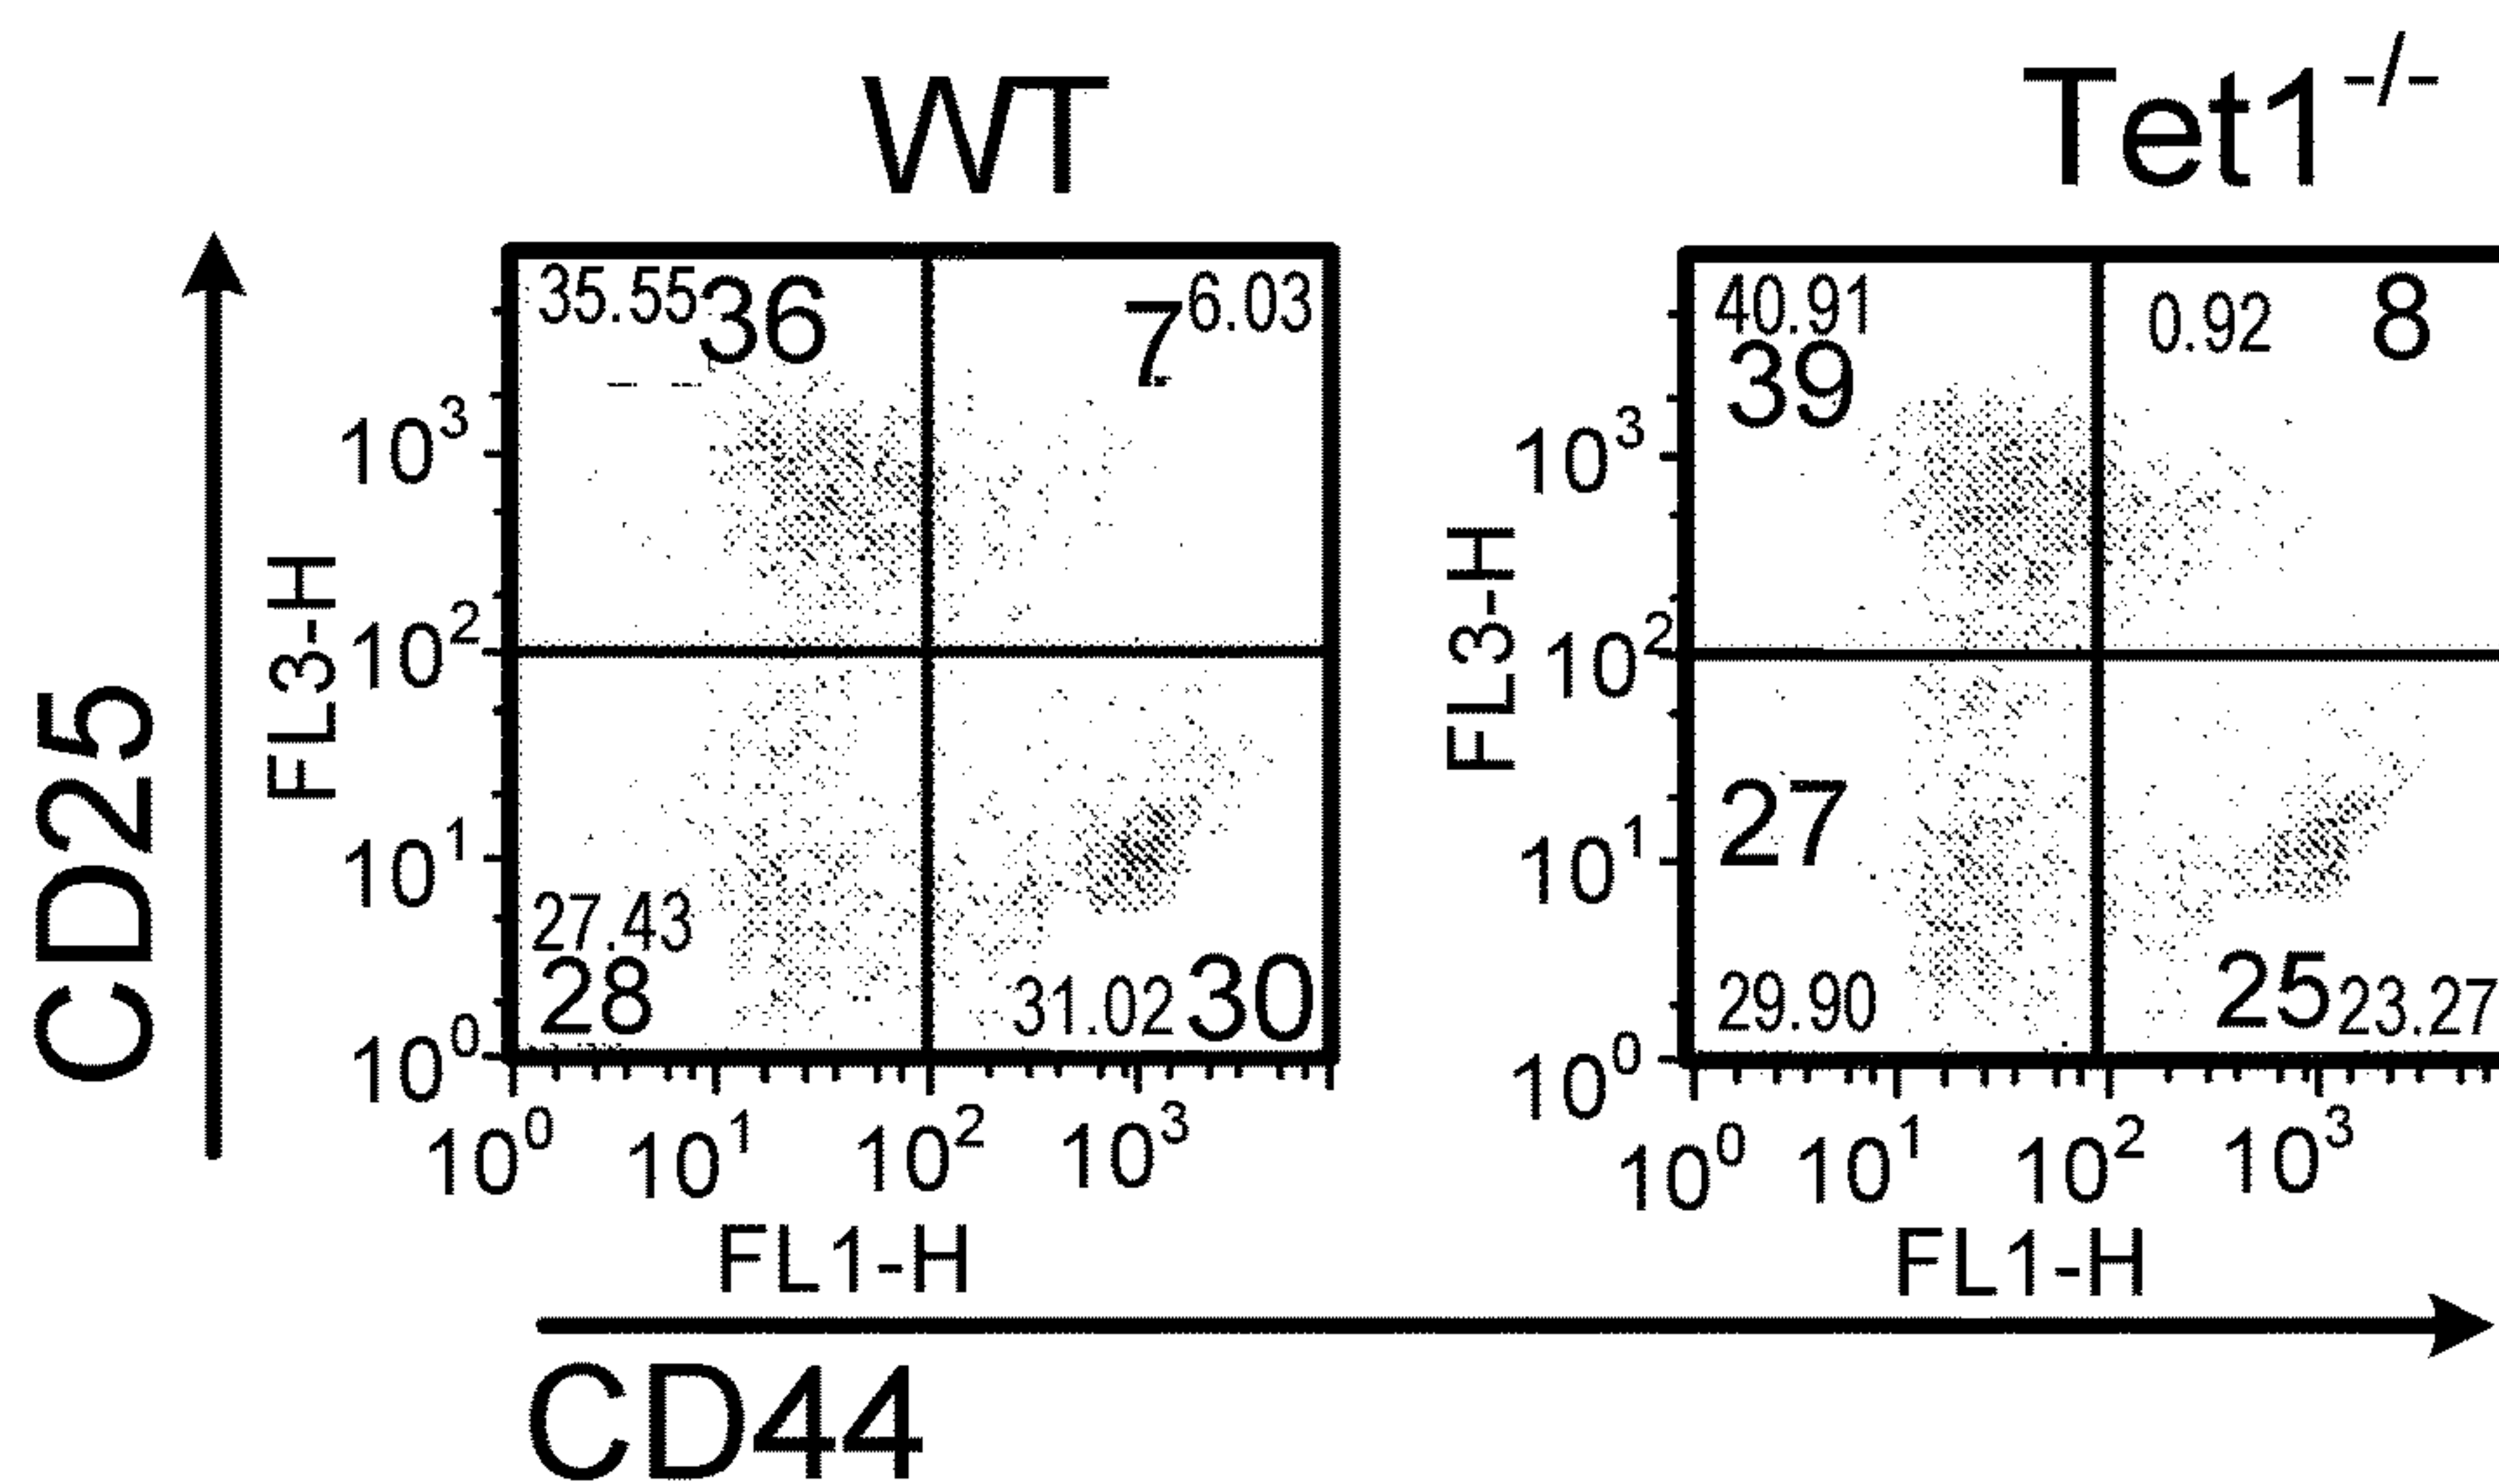 WT
Tet1-/-
35.55
36
7
6.03
40.91
39
0.92
8
10³
10²
10¹
10⁰
FL3-H
CD25
27.43
28
31.02
30
10⁰ 10¹ 10² 10³
FL1-H
10³
10²
10¹
10⁰
FL3-H
27
29.90
25
23.27
10⁰ 10¹ 10² 10³
FL1-H
CD44